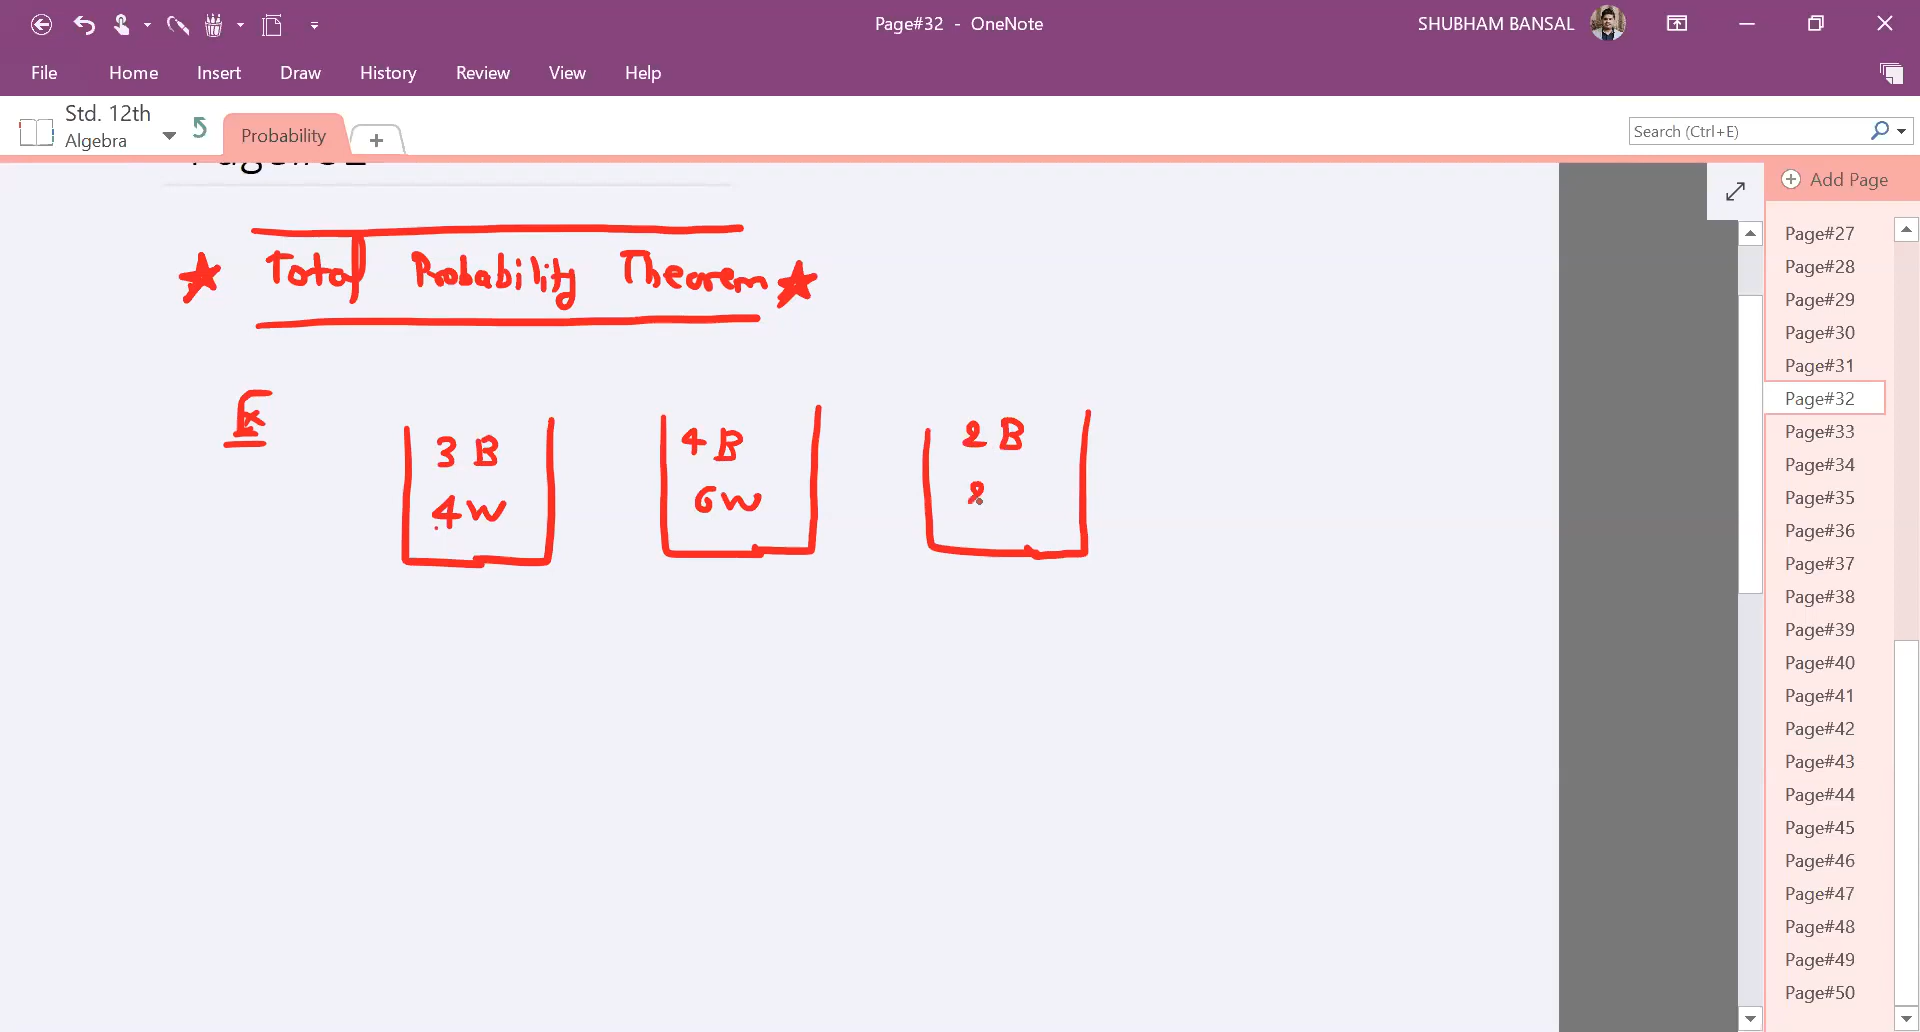 Page#32 - OneNote
SHUBHAM BANSAL
File Home Insert Draw History Review View Help
Std. 12th
Algebra
Probability
Search (Ctrl+E)
Add Page
Total Probability Theorem
Ex
3 B
4 W
4 B
6 W
2 B
Page#27
Page#28
Page#29
Page#30
Page#31
Page#32
Page#33
Page#34
Page#35
Page#36
Page#37
Page#38
Page#39
Page#40
Page#41
Page#42
Page#43
Page#44
Page#45
Page#46
Page#47
Page#48
Page#49
Page#50